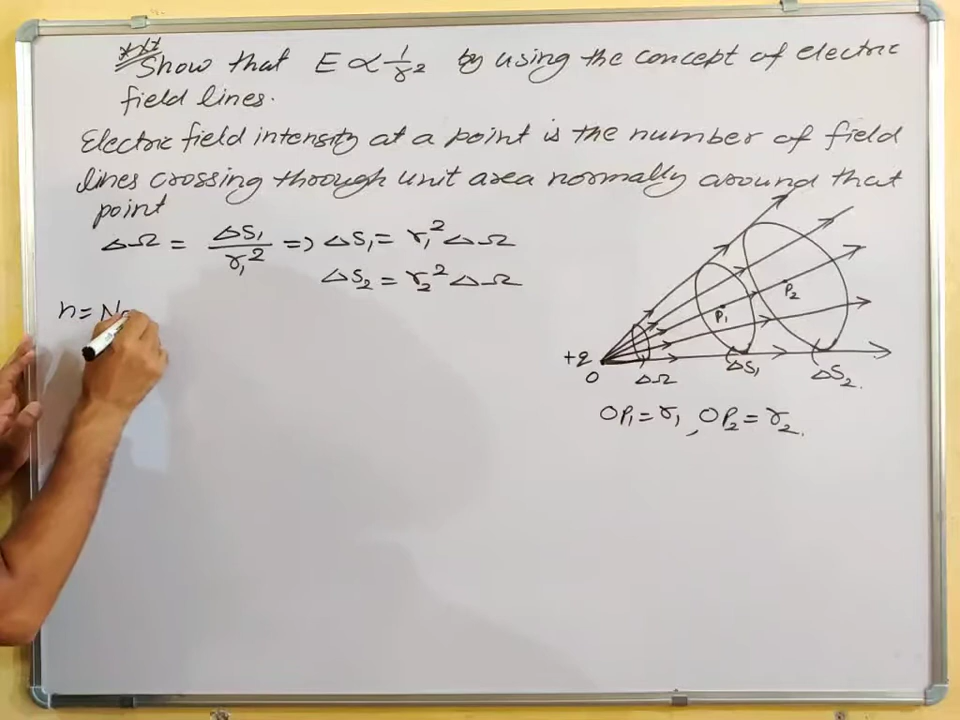 ***
Show that E ∝ 1/r² by using the concept of electric
field lines.
Electric field intensity at a point is the number of field
lines crossing through unit area normally around that
point
ΔΩ = ΔS₁/r₁² => ΔS₁ = r₁² ΔΩ
ΔS₂ = r₂² ΔΩ
n = No
P₂
P₁
+q
O
ΔΩ
ΔS₁
ΔS₂.
OP₁ = r₁, OP₂ = r₂.